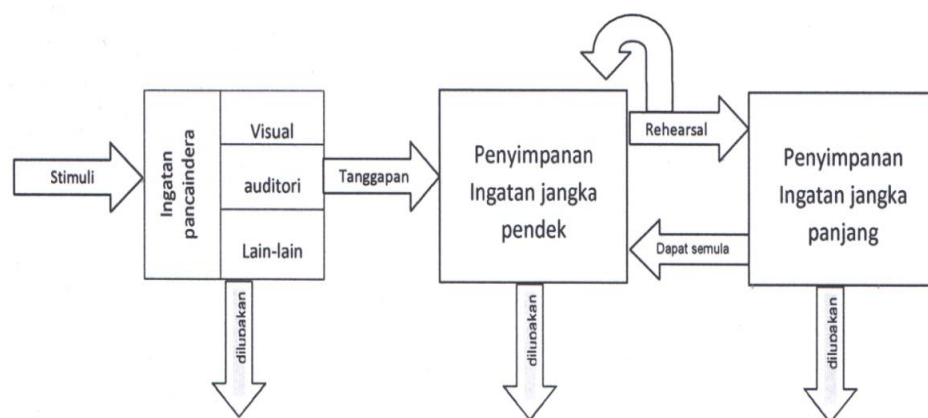 Stimuli
Ingatan
pancaindera
Visual
auditori
Lain-lain
Tanggapan
Penyimpanan
Ingatan jangka
pendek
Rehearsal
Dapat semula
Penyimpanan
Ingatan jangka
panjang
dilupakan
dilupakan
dilupakan